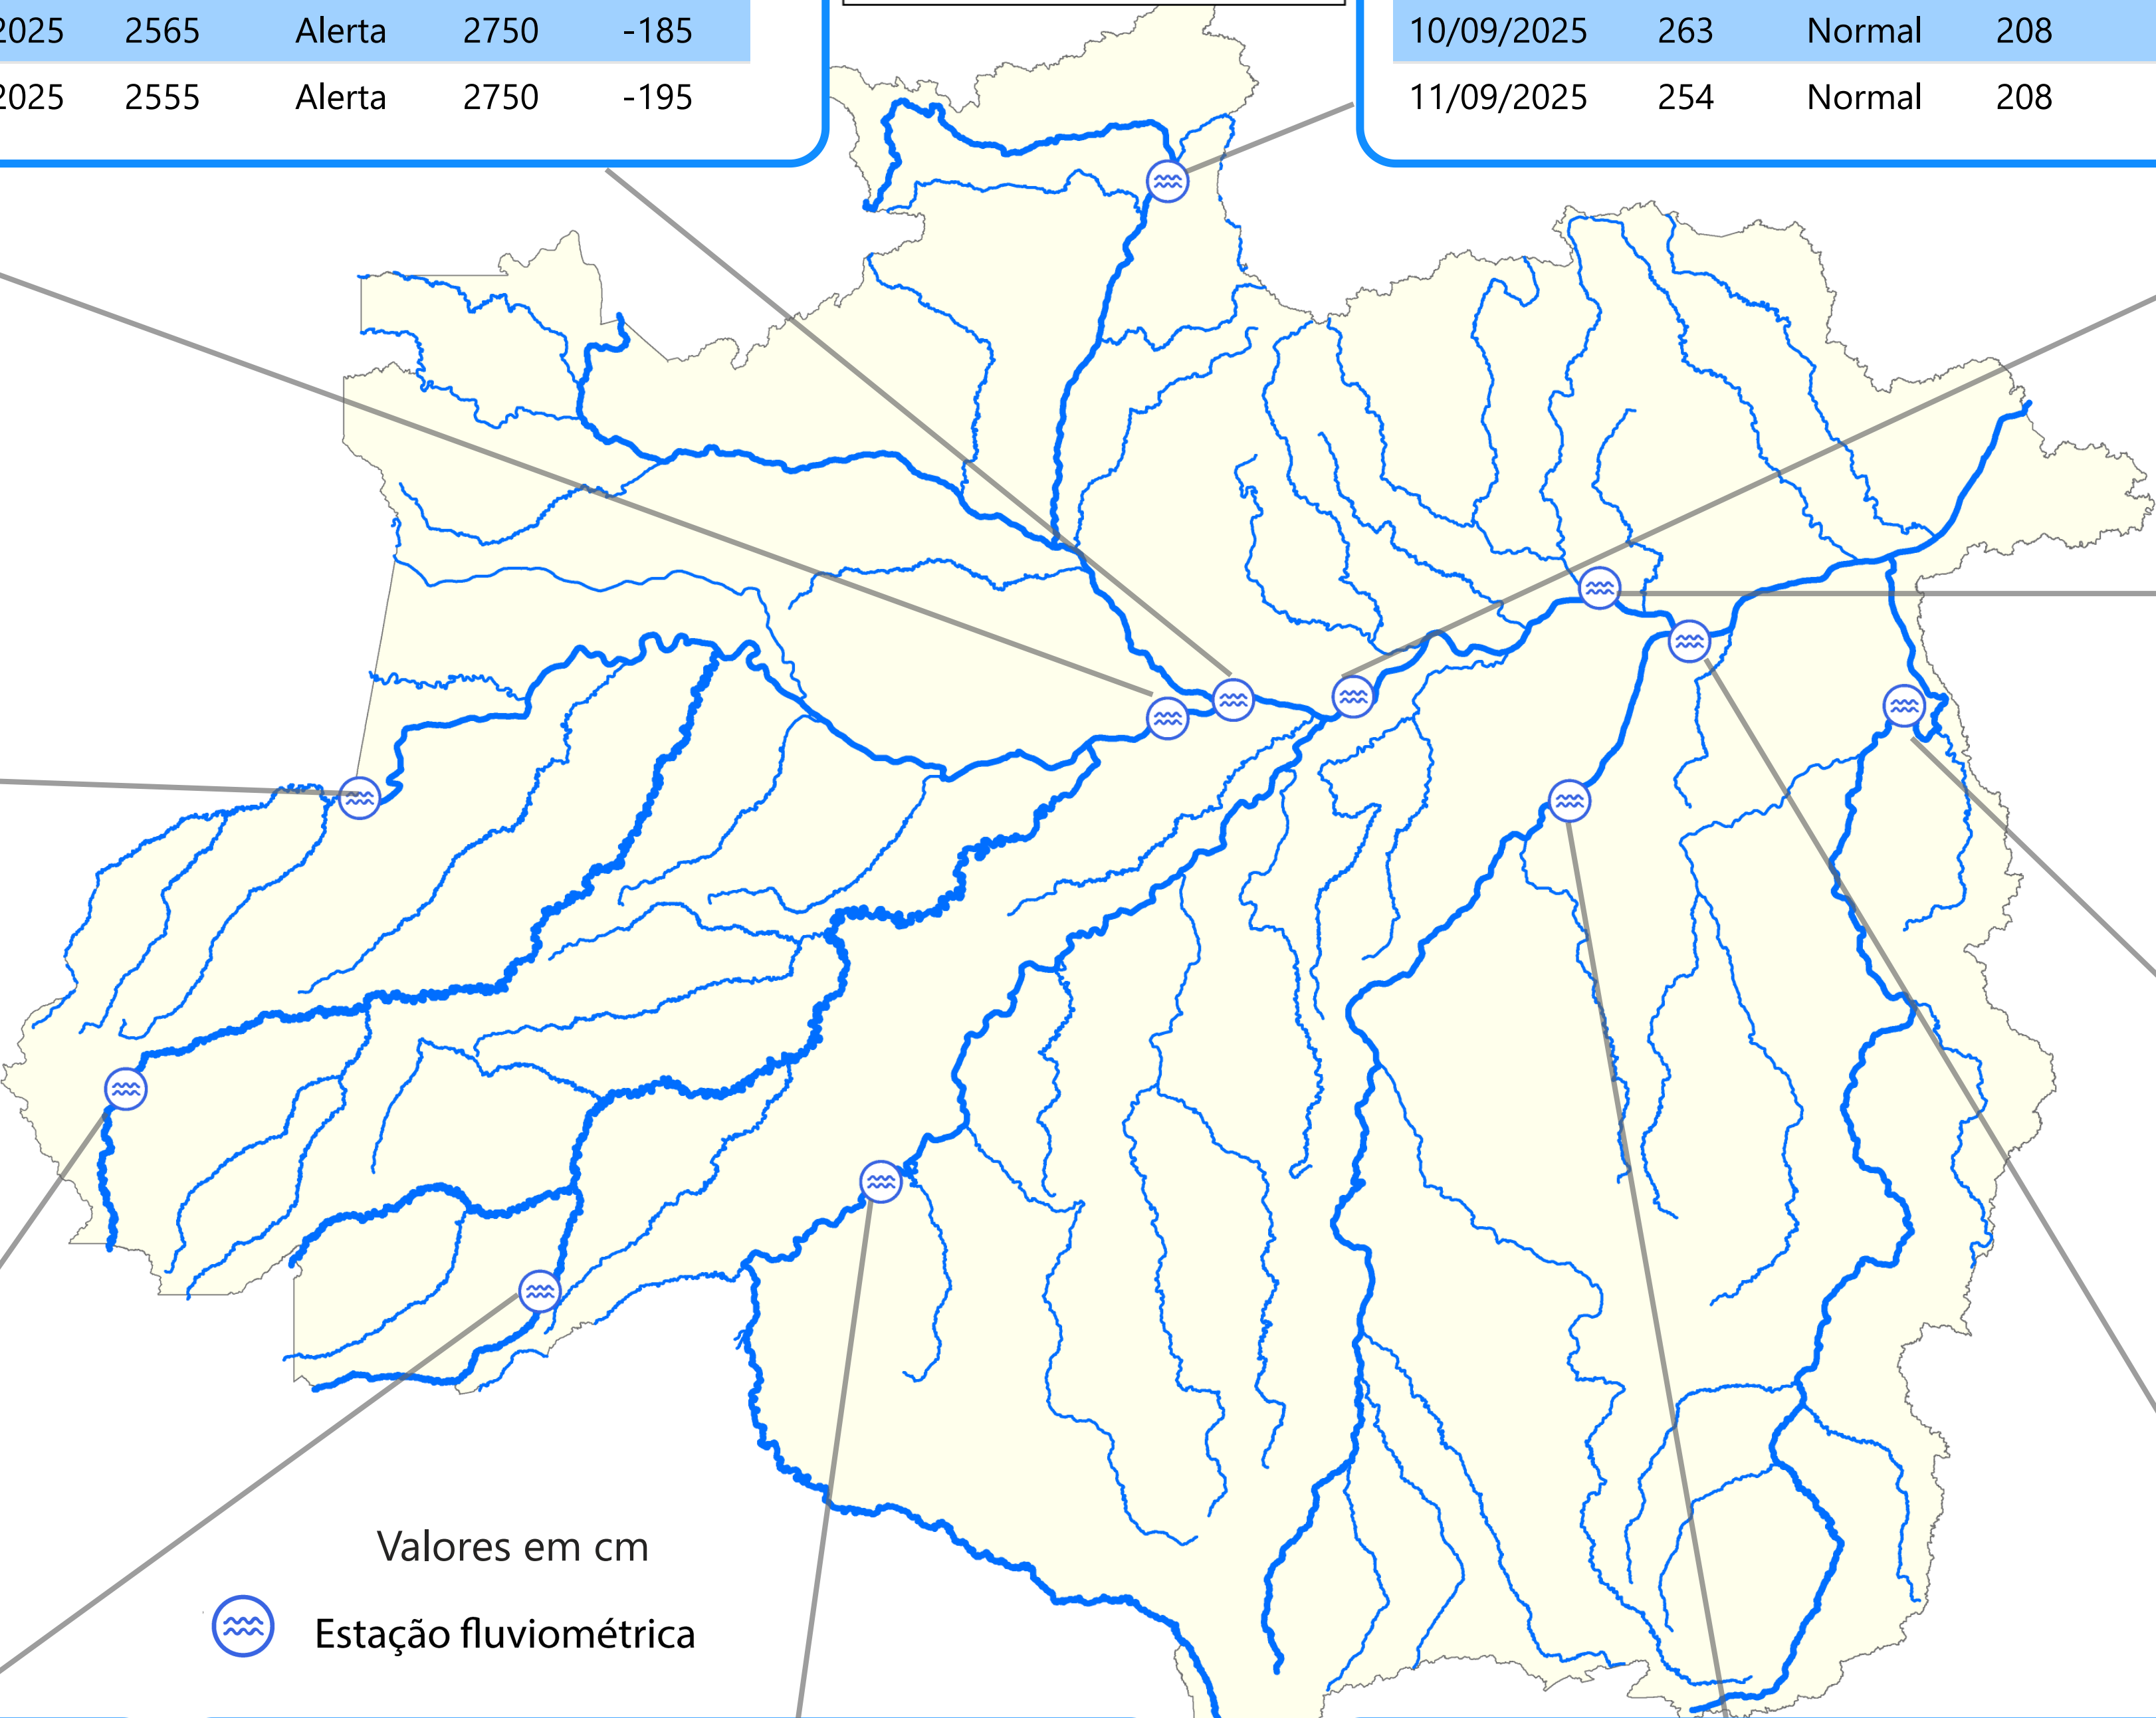 2025 2565 Alerta 2750 -185
2025 2555 Alerta 2750 -195
10/09/2025 263 Normal 208
11/09/2025 254 Normal 208
Valores em cm
Estação fluviométrica